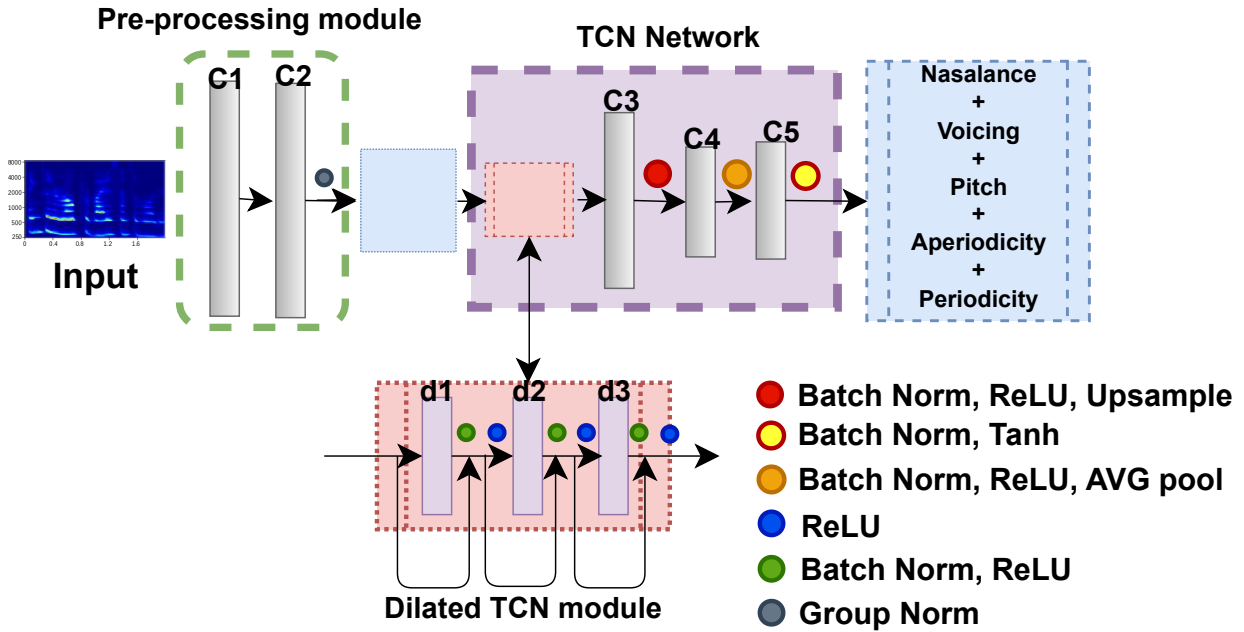 Pre-processing module
TCN Network
C1
C2
C3
C4
C5
8000
4000
2000
1000
500
250
0
0.4
0.8
1.2
1.6
Input
Nasalance
+
Voicing
+
Pitch
+
Aperiodicity
+
Periodicity
d1
d2
d3
Dilated TCN module
Batch Norm, ReLU, Upsample
Batch Norm, Tanh
Batch Norm, ReLU, AVG pool
ReLU
Batch Norm, ReLU
Group Norm